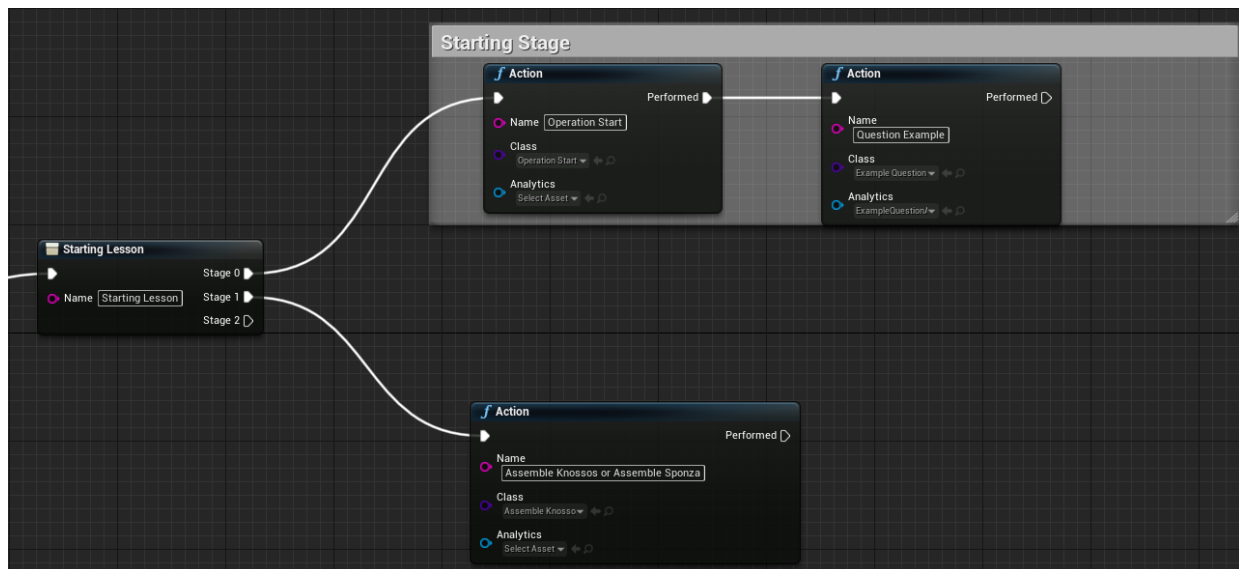 Starting Stage
Action
Performed
Name Operation Start
Class
Operation Start
Analytics
Select Asset
Action
Performed
Name
Question Example
Class
Example Question
Analytics
ExampleQuestionA
Starting Lesson
Stage 0
Name Starting Lesson
Stage 1
Stage 2
Action
Performed
Name
Assemble Knossos or Assemble Sponza
Class
Assemble Knosso
Analytics
Select Asset